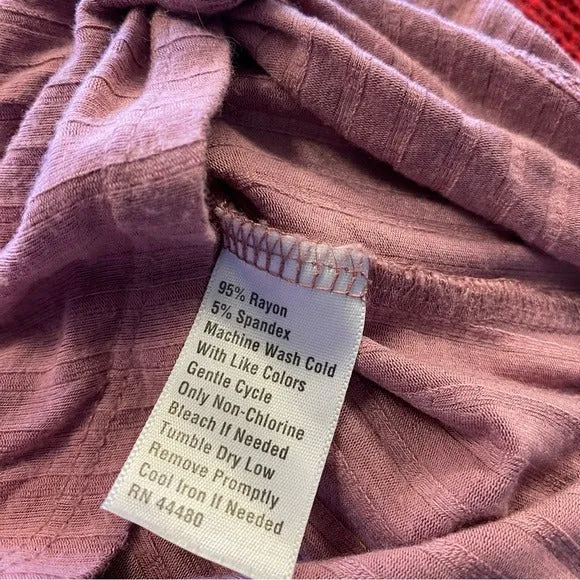 95% Rayon
5% Spandex
Machine Wash Cold
With Like Colors
Gentle Cycle
Only Non-Chlorine
Bleach If Needed
Tumble Dry Low
Remove Promptly
Cool Iron If Needed
RN 44480